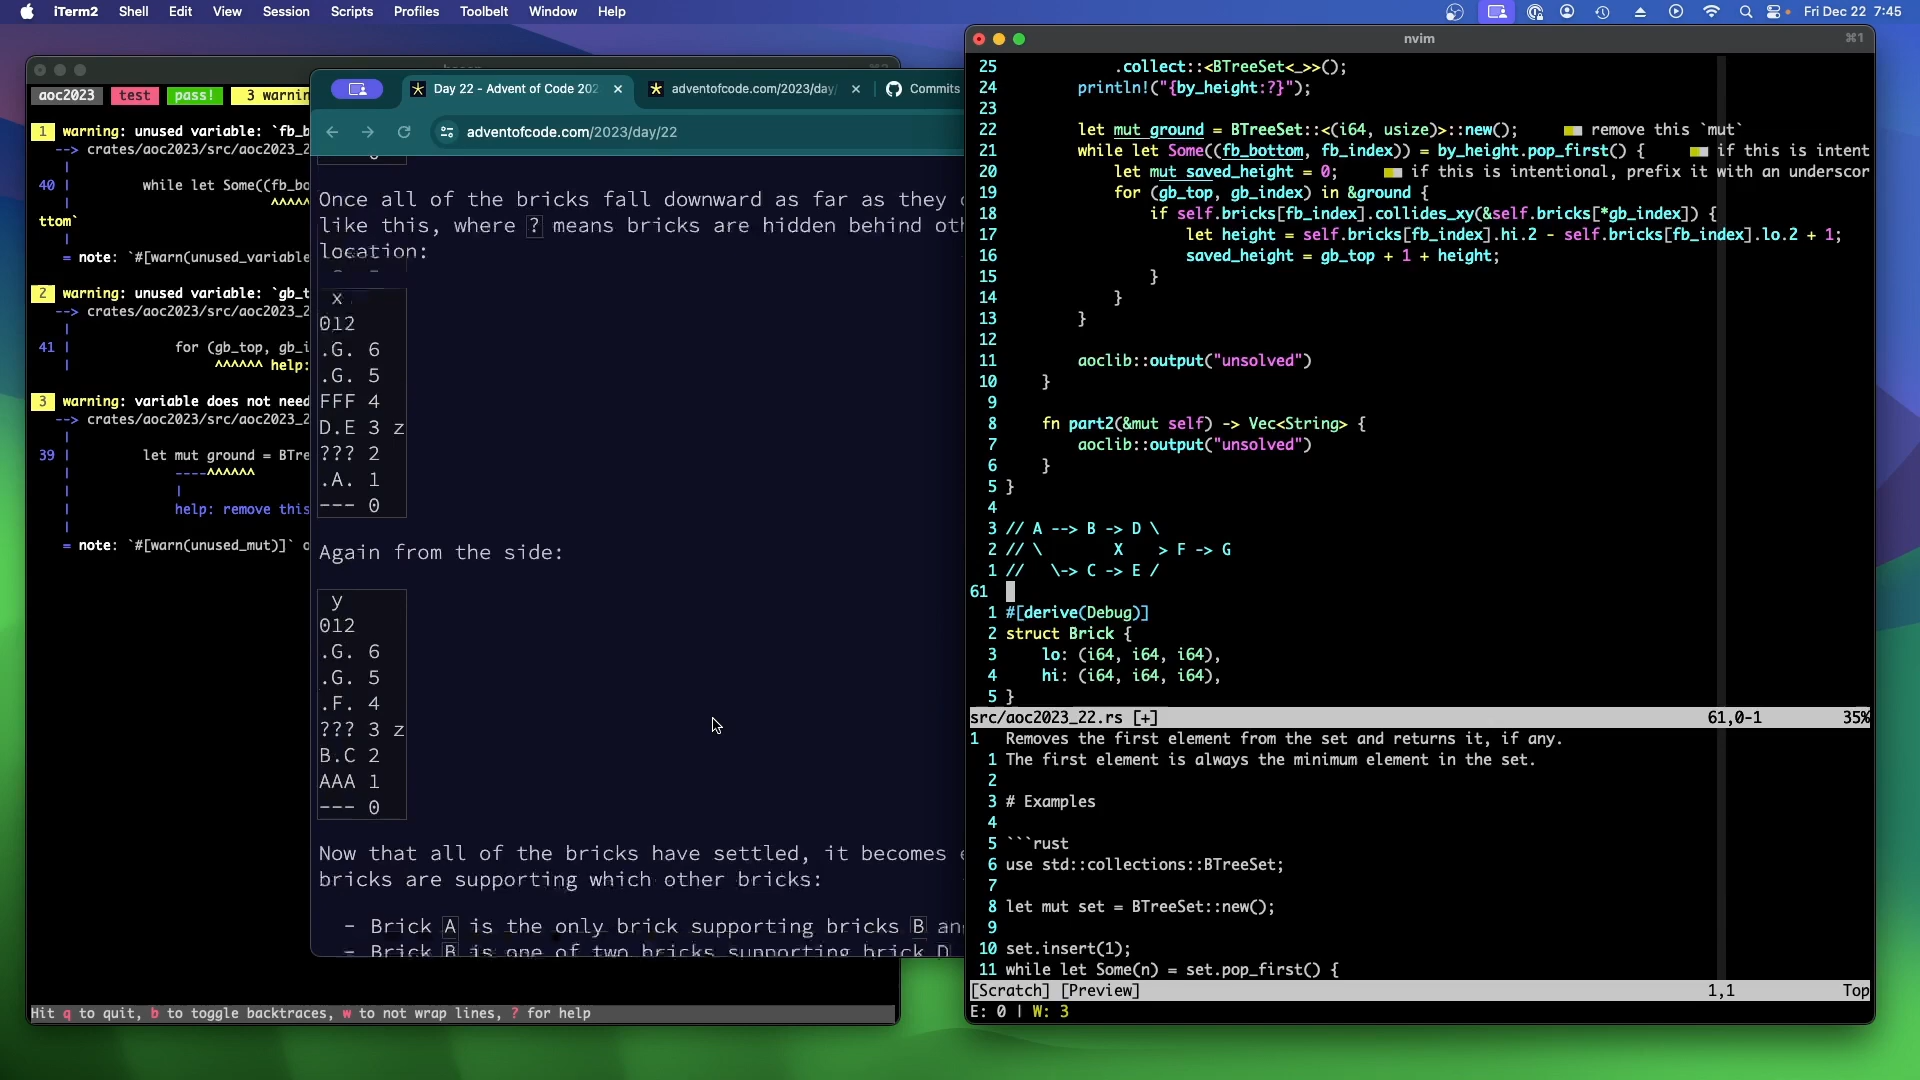 iTerm2 Shell Edit View Session Scripts Profiles Toolbelt Window Help Fri Dec 22 7:45
aoc2023 test pass! 3 warnin
1 warning: unused variable: `fb_b
--> crates/aoc2023/src/aoc2023_2
|
40 | while let Some((fb_bo
| ^^^^^
ttom`
|
= note: `#[warn(unused_variable
2 warning: unused variable: `gb_t
--> crates/aoc2023/src/aoc2023_2
|
41 | for (gb_top, gb_i
| ^^^^^^ help:
3 warning: variable does not need
--> crates/aoc2023/src/aoc2023_2
|
39 | let mut ground = BTre
| ----^^^^^^
| |
| help: remove this
|
= note: `#[warn(unused_mut)]` o
Hit q to quit, b to toggle backtraces, w to not wrap lines, ? for help
Day 22 - Advent of Code 202 adventofcode.com/2023/day/ Commits
adventofcode.com/2023/day/22
Once all of the bricks fall downward as far as they c
like this, where ? means bricks are hidden behind oth
location:
x
012
.G. 6
.G. 5
FFF 4
D.E 3 z
??? 2
.A. 1
--- 0
Again from the side:
y
012
.G. 6
.G. 5
.F. 4
??? 3 z
B.C 2
AAA 1
--- 0
Now that all of the bricks have settled, it becomes e
bricks are supporting which other bricks:
- Brick A is the only brick supporting bricks B an
- Brick B is one of two bricks supporting brick D
nvim ⌘1
25 .collect::<BTreeSet<_>>();
24 println!("{by_height:?}");
23
22 let mut ground = BTreeSet::<(i64, usize)>::new(); remove this `mut`
21 while let Some((fb_bottom, fb_index)) = by_height.pop_first() { if this is intent
20 let mut saved_height = 0; if this is intentional, prefix it with an underscor
19 for (gb_top, gb_index) in &ground {
18 if self.bricks[fb_index].collides_xy(&self.bricks[*gb_index]) {
17 let height = self.bricks[fb_index].hi.2 - self.bricks[fb_index].lo.2 + 1;
16 saved_height = gb_top + 1 + height;
15 }
14 }
13 }
12
11 aoclib::output("unsolved")
10 }
9
8 fn part2(&mut self) -> Vec<String> {
7 aoclib::output("unsolved")
6 }
5 }
4
3 // A --> B -> D \
2 // \ X > F -> G
1 // \-> C -> E /
61
1 #[derive(Debug)]
2 struct Brick {
3 lo: (i64, i64, i64),
4 hi: (i64, i64, i64),
5 }
src/aoc2023_22.rs [+] 61,0-1 35%
1 Removes the first element from the set and returns it, if any.
1 The first element is always the minimum element in the set.
2
3 # Examples
4
5 ```rust
6 use std::collections::BTreeSet;
7
8 let mut set = BTreeSet::new();
9
10 set.insert(1);
11 while let Some(n) = set.pop_first() {
[Scratch] [Preview] 1,1 Top
E: 0 | W: 3